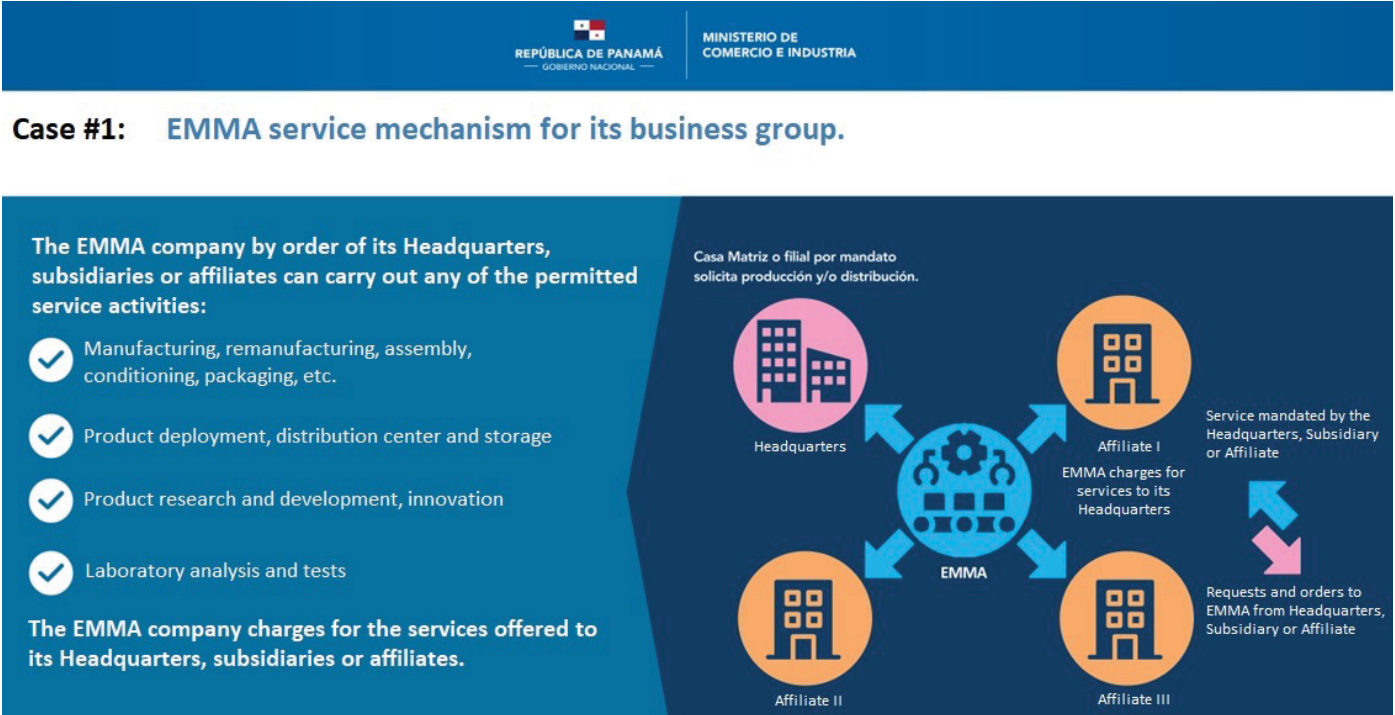 REPÚBLICA DE PANAMÁ
— GOBIERNO NACIONAL —
MINISTERIO DE
COMERCIO E INDUSTRIA
Case #1: EMMA service mechanism for its business group.
The EMMA company by order of its Headquarters,
subsidiaries or affiliates can carry out any of the permitted
service activities:
Manufacturing, remanufacturing, assembly,
conditioning, packaging, etc.
Product deployment, distribution center and storage
Product research and development, innovation
Laboratory analysis and tests
The EMMA company charges for the services offered to
its Headquarters, subsidiaries or affiliates.
Casa Matriz o filial por mandato
solicita producción y/o distribución.
Headquarters
Affiliate I
EMMA charges for
services to its
Headquarters
EMMA
Affiliate II
Affiliate III
Service mandated by the
Headquarters, Subsidiary
or Affiliate
Requests and orders to
EMMA from Headquarters,
Subsidiary or Affiliate